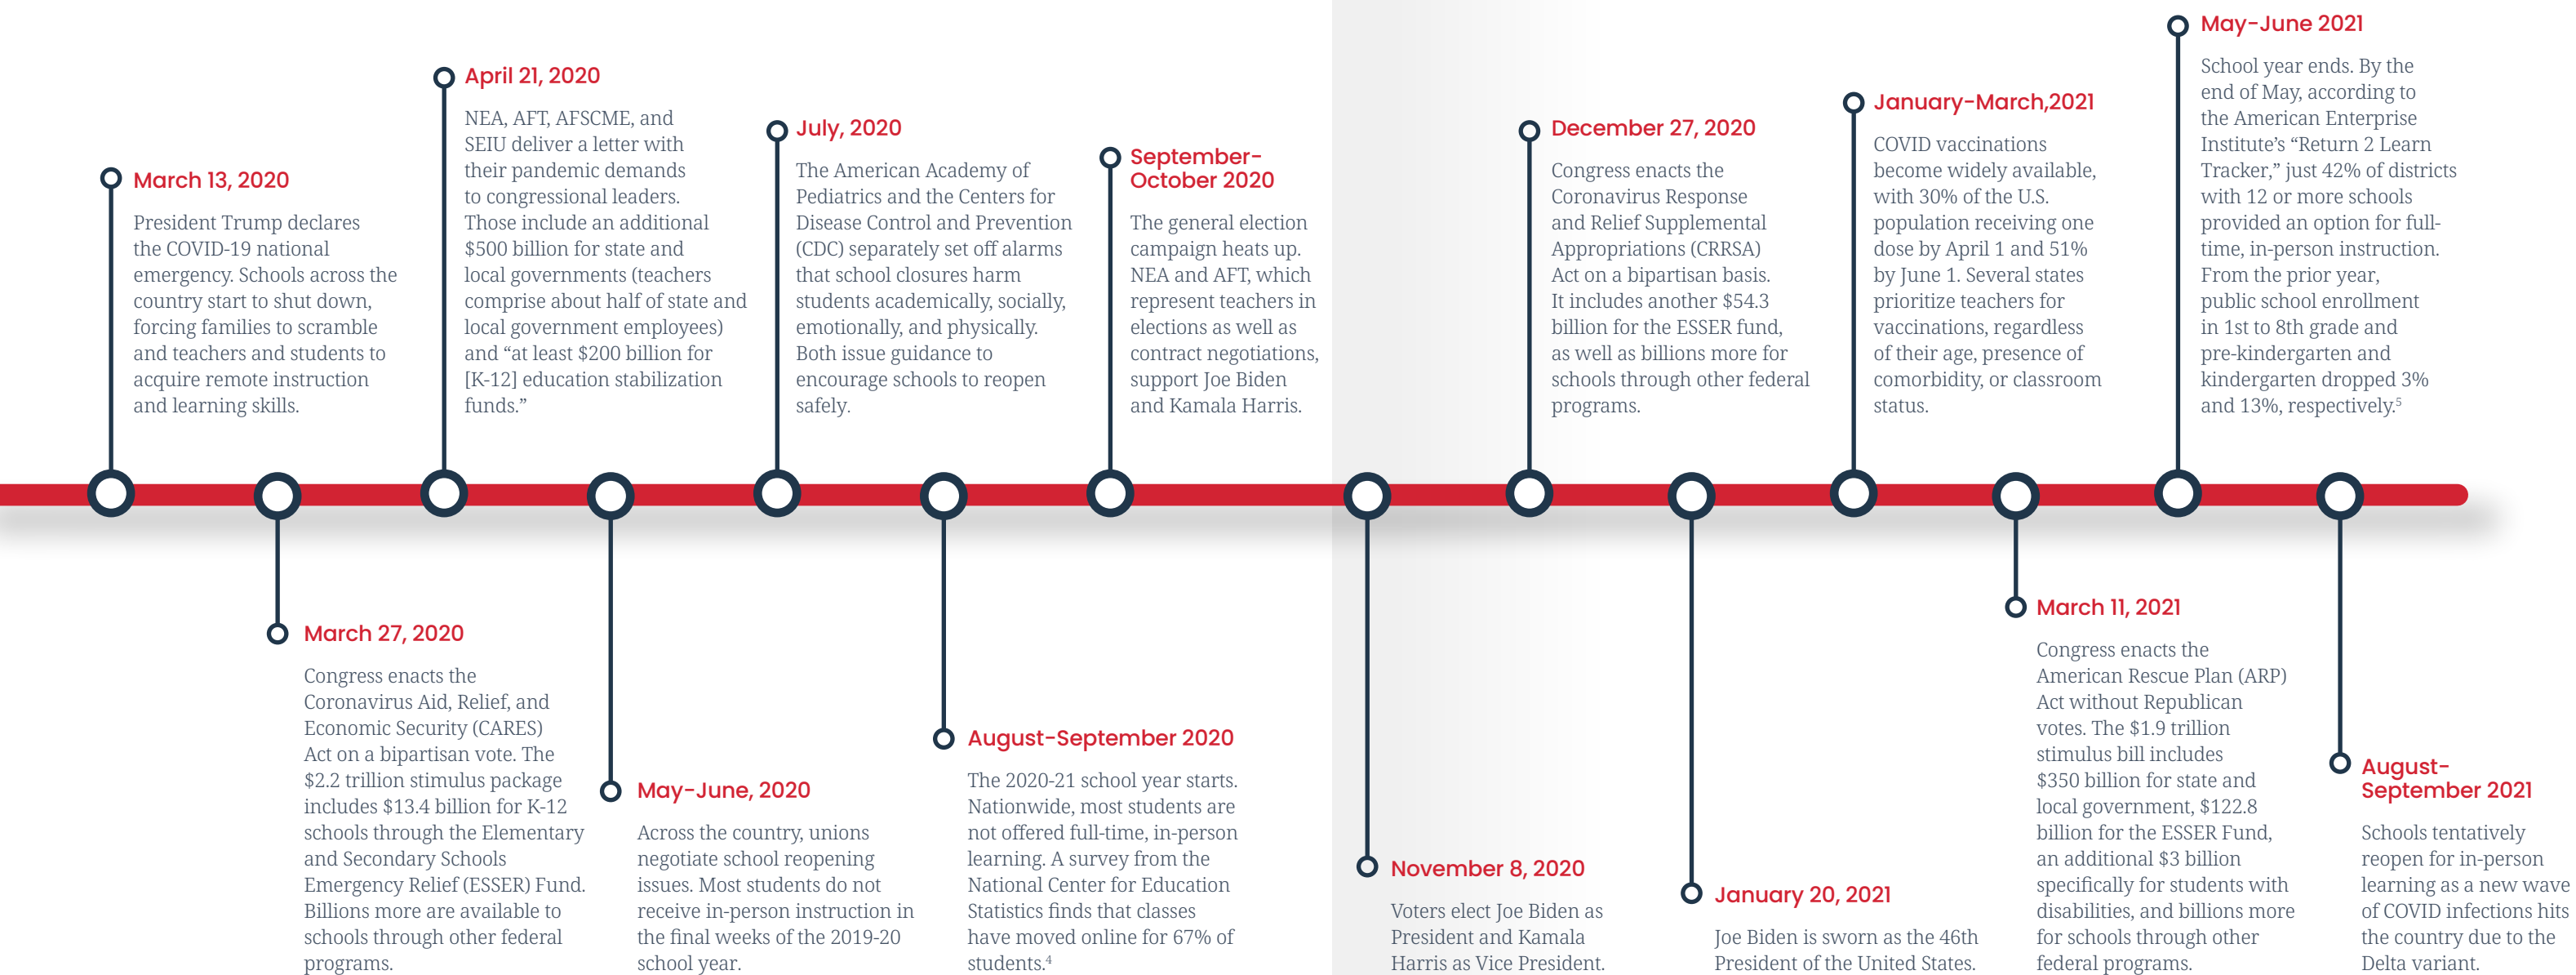 March 13, 2020
President Trump declares
the COVID-19 national
emergency. Schools across the
country start to shut down,
forcing families to scramble
and teachers and students to
acquire remote instruction
and learning skills.
March 27, 2020
Congress enacts the
Coronavirus Aid, Relief, and
Economic Security (CARES)
Act on a bipartisan vote. The
$2.2 trillion stimulus package
includes $13.4 billion for K-12
schools through the Elementary
and Secondary Schools
Emergency Relief (ESSER) Fund.
Billions more are available to
schools through other federal
programs.
April 21, 2020
NEA, AFT, AFSCME, and
SEIU deliver a letter with
their pandemic demands
to congressional leaders.
Those include an additional
$500 billion for state and
local governments (teachers
comprise about half of state and
local government employees)
and “at least $200 billion for
[K-12] education stabilization
funds.”
May-June, 2020
Across the country, unions
negotiate school reopening
issues. Most students do not
receive in-person instruction in
the final weeks of the 2019-20
school year.
July, 2020
The American Academy of
Pediatrics and the Centers for
Disease Control and Prevention
(CDC) separately set off alarms
that school closures harm
students academically, socially,
emotionally, and physically.
Both issue guidance to
encourage schools to reopen
safely.
August-September 2020
The 2020-21 school year starts.
Nationwide, most students are
not offered full-time, in-person
learning. A survey from the
National Center for Education
Statistics finds that classes
have moved online for 67% of
students.4
September-
October 2020
The general election
campaign heats up.
NEA and AFT, which
represent teachers in
elections as well as
contract negotiations,
support Joe Biden
and Kamala Harris.
November 8, 2020
Voters elect Joe Biden as
President and Kamala
Harris as Vice President.
December 27, 2020
Congress enacts the
Coronavirus Response
and Relief Supplemental
Appropriations (CRRSA)
Act on a bipartisan basis.
It includes another $54.3
billion for the ESSER fund,
as well as billions more for
schools through other federal
programs.
January 20, 2021
Joe Biden is sworn as the 46th
President of the United States.
January-March,2021
COVID vaccinations
become widely available,
with 30% of the U.S.
population receiving one
dose by April 1 and 51%
by June 1. Several states
prioritize teachers for
vaccinations, regardless
of their age, presence of
comorbidity, or classroom
status.
March 11, 2021
Congress enacts the
American Rescue Plan (ARP)
Act without Republican
votes. The $1.9 trillion
stimulus bill includes
$350 billion for state and
local government, $122.8
billion for the ESSER Fund,
an additional $3 billion
specifically for students with
disabilities, and billions more
for schools through other
federal programs.
May-June 2021
School year ends. By the
end of May, according to
the American Enterprise
Institute’s “Return 2 Learn
Tracker,” just 42% of districts
with 12 or more schools
provided an option for full-
time, in-person instruction.
From the prior year,
public school enrollment
in 1st to 8th grade and
pre-kindergarten and
kindergarten dropped 3%
and 13%, respectively.5
August-
September 2021
Schools tentatively
reopen for in-person
learning as a new wave
of COVID infections hits
the country due to the
Delta variant.